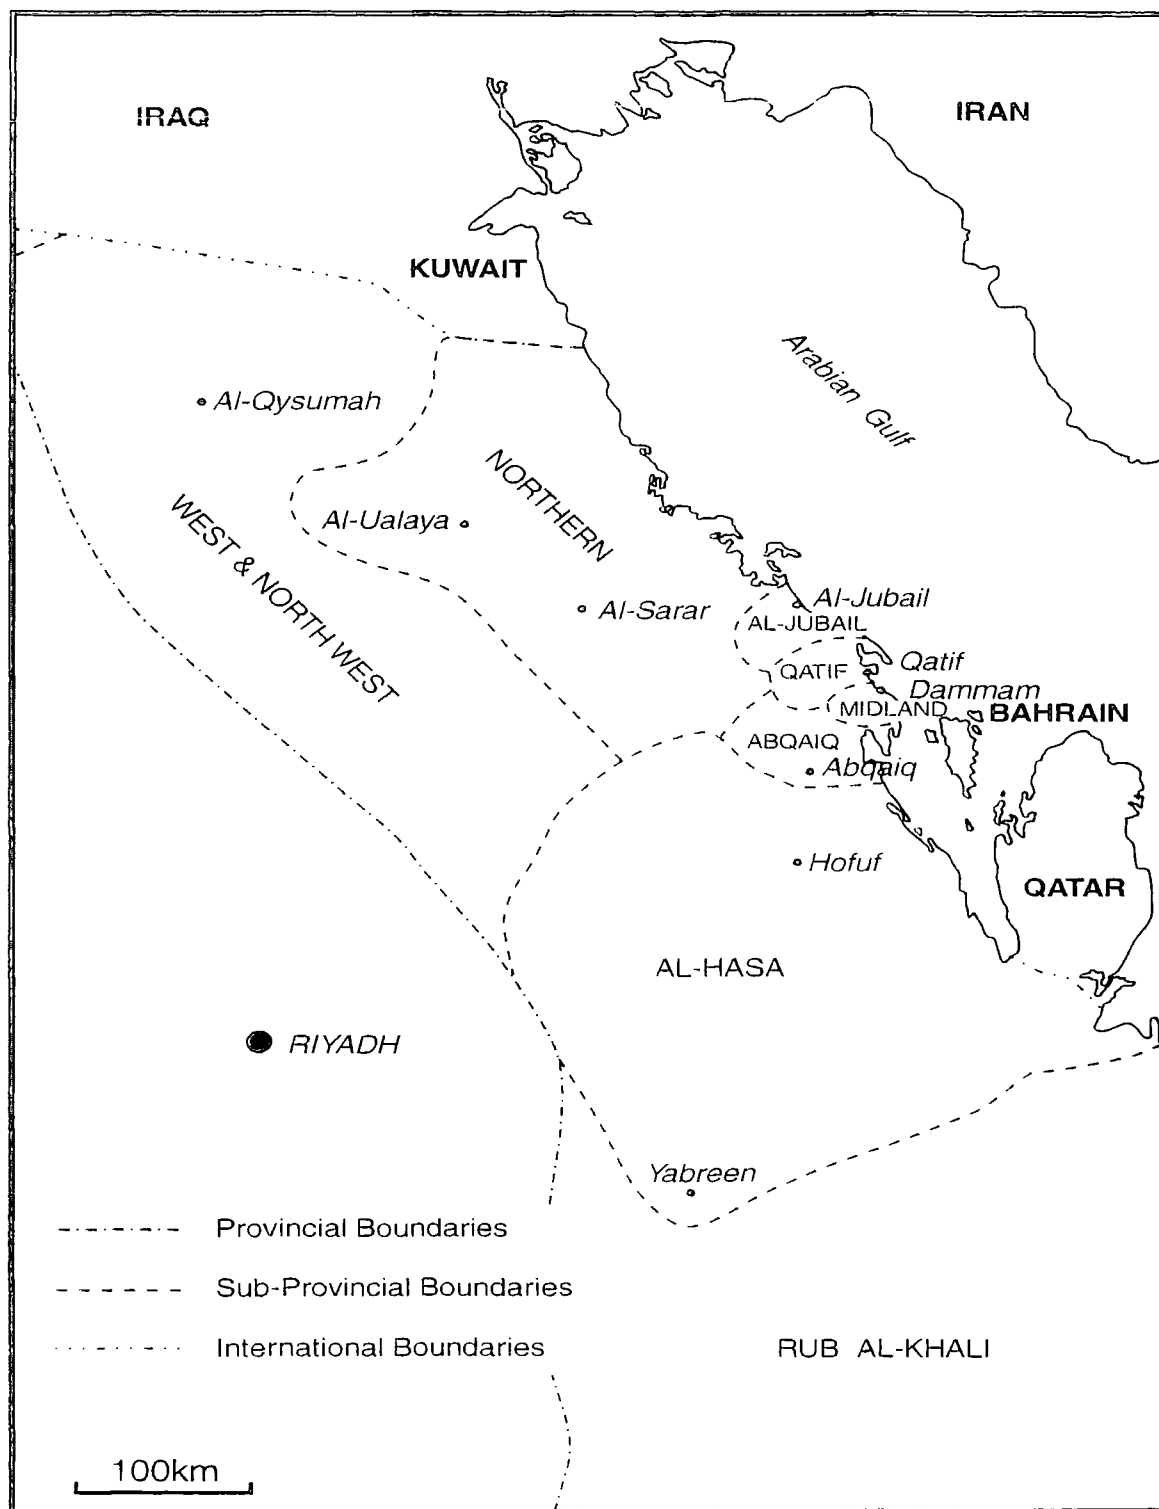 IRAQ
IRAN
KUWAIT
Arabian Gulf
Al-Qysumah
NORTHERN
WEST & NORTH WEST
Al-Ualaya
Al-Sarar
Al-Jubail
AL-JUBAIL
Qatif
QATIF
Dammam
MIDLAND
BAHRAIN
ABQAIQ
Abqaiq
Hofuf
QATAR
AL-HASA
RIYADH
Yabreen
Provincial Boundaries
Sub-Provincial Boundaries
International Boundaries
RUB AL-KHALI
100km